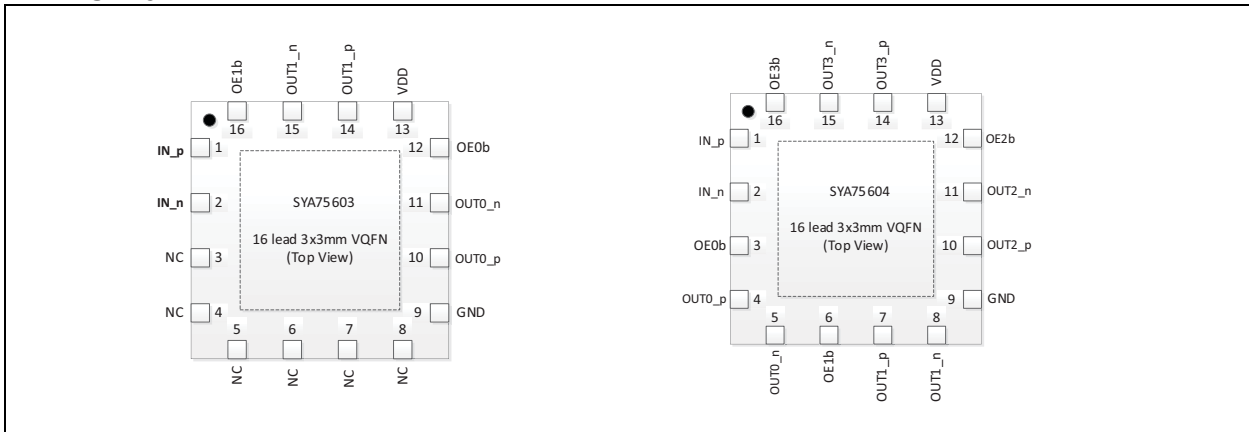 OE1b
OUT1_n
OUT1_p
VDD
16
15
14
13
IN_p 1
12 OE0b
IN_n 2
SYA75603
11 OUT0_n
16 lead 3x3mm VQFN
(Top View)
NC 3
10 OUT0_p
NC 4
9 GND
5
6
7
8
NC
NC
NC
NC
OE3b
OUT3_n
OUT3_p
VDD
16
15
14
13
IN_p 1
12 OE2b
IN_n 2
SYA75604
11 OUT2_n
16 lead 3x3mm VQFN
(Top View)
OE0b 3
10 OUT2_p
OUT0_p 4
9 GND
5
6
7
8
OUT0_n
OE1b
OUT1_p
OUT1_n